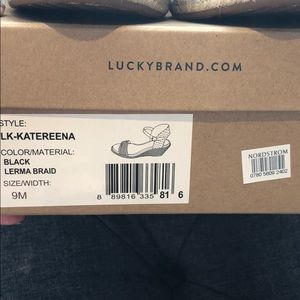 LUCKYBRAND.COM
STYLE:
LK-KATEREENA
COLOR/MATERIAL:
BLACK
LERMA BRAID
SIZE/WIDTH:
9M
8 89816 335 81 6
NORDSTROM
0780 5809 2402